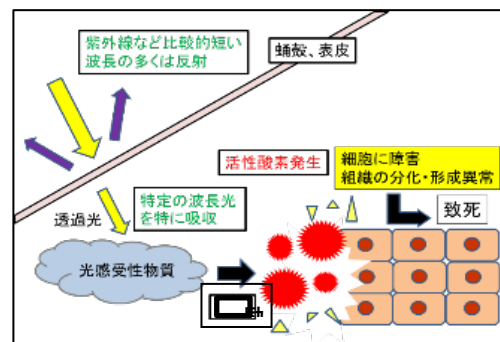 紫外線など比較的短い
波長の多くは反射
蛹殻、表皮
活性酸素発生
細胞に障害
組織の分化・形成異常
致死
特定の波長光
を特に吸収
透過光
光感受性物質